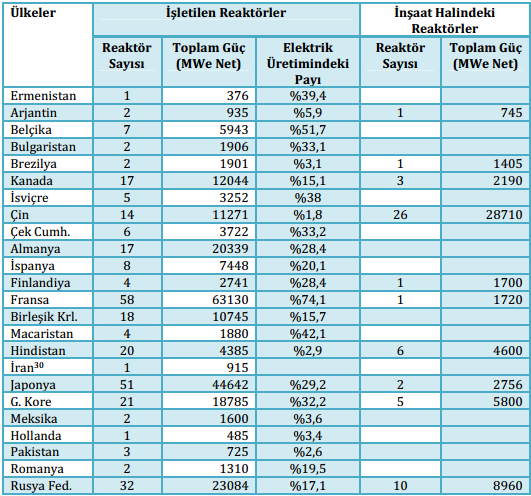 Ülkeler İşletilen Reaktörler İnşaat Halindeki
Reaktörler
Reaktör Toplam Güç Elektrik Reaktör Toplam Güç
Sayısı (MWe Net) Üretimindeki Sayısı (MWe Net)
Payı
Ermenistan 1 376 %39,4
Arjantin 2 935 %5,9 1 745
Belçika 7 5943 %51,7
Bulgaristan 2 1906 %33,1
Brezilya 2 1901 %3,1 1 1405
Kanada 17 12044 %15,1 3 2190
İsviçre 5 3252 %38
Çin 14 11271 %1,8 26 28710
Çek Cumh. 6 3722 %33,2
Almanya 17 20339 %28,4
İspanya 8 7448 %20,1
Finlandiya 4 2741 %28,4 1 1700
Fransa 58 63130 %74,1 1 1720
Birleşik Krl. 18 10745 %15,7
Macaristan 4 1880 %42,1
Hindistan 20 4385 %2,9 6 4600
İran30 1 915
Japonya 51 44642 %29,2 2 2756
G. Kore 21 18785 %32,2 5 5800
Meksika 2 1600 %3,6
Hollanda 1 485 %3,4
Pakistan 3 725 %2,6
Romanya 2 1310 %19,5
Rusya Fed. 32 23084 %17,1 10 8960